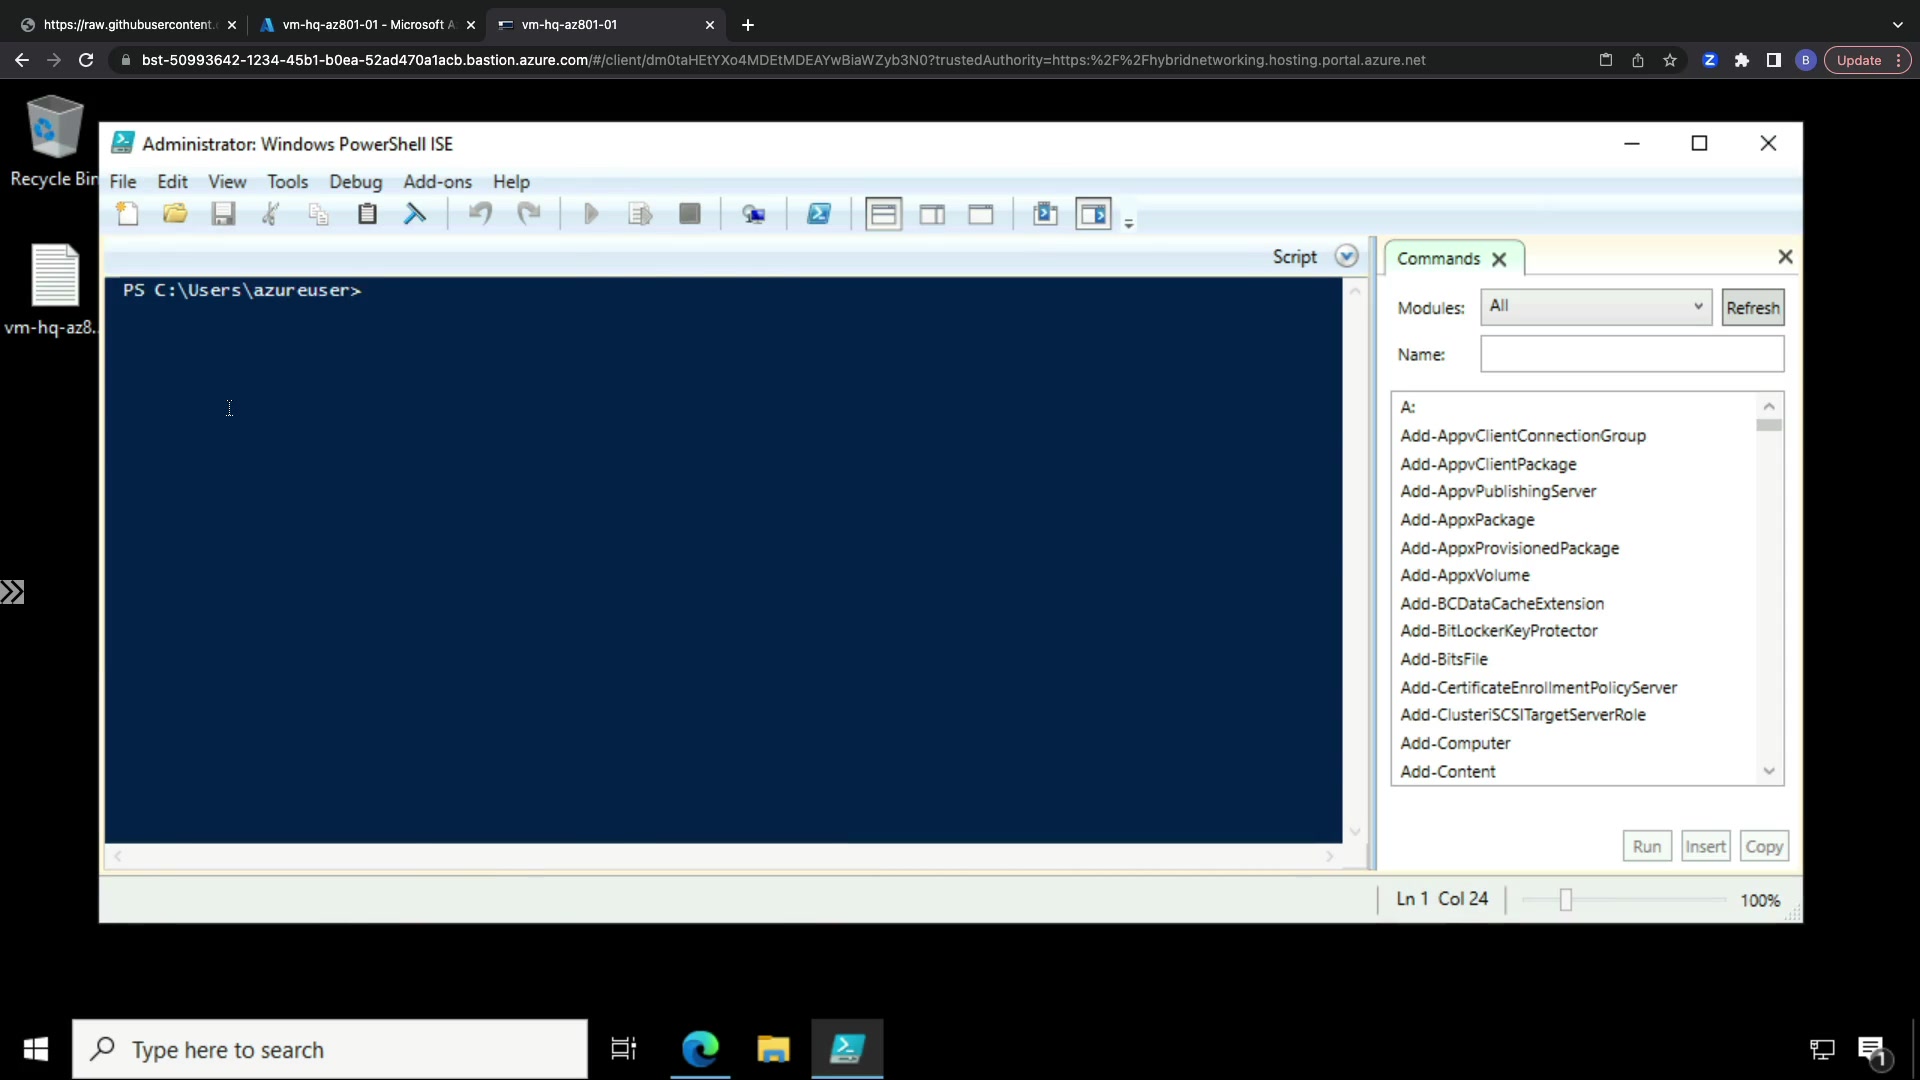 https://raw.githubusercontent.
vm-hq-az801-01 - Microsoft A
vm-hq-az801-01
bst-50993642-1234-45b1-b0ea-52ad470a1acb.bastion.azure.com/#/client/dm0taHEtYXo4MDEtMDEAYwBiaWZyb3N0?trustedAuthority=https:%2F%2Fhybridnetworking.hosting.portal.azure.net
Z
B
Update
Recycle Bin
vm-hq-az8...
Administrator: Windows PowerShell ISE
File Edit View Tools Debug Add-ons Help
Script
PS C:\Users\azureuser>
Commands
Modules: All Refresh
Name:
A:
Add-AppvClientConnectionGroup
Add-AppvClientPackage
Add-AppvPublishingServer
Add-AppxPackage
Add-AppxProvisionedPackage
Add-AppxVolume
Add-BCDataCacheExtension
Add-BitLockerKeyProtector
Add-BitsFile
Add-CertificateEnrollmentPolicyServer
Add-ClusteriSCSITargetServerRole
Add-Computer
Add-Content
Run Insert Copy
Ln 1 Col 24 100%
Type here to search
1